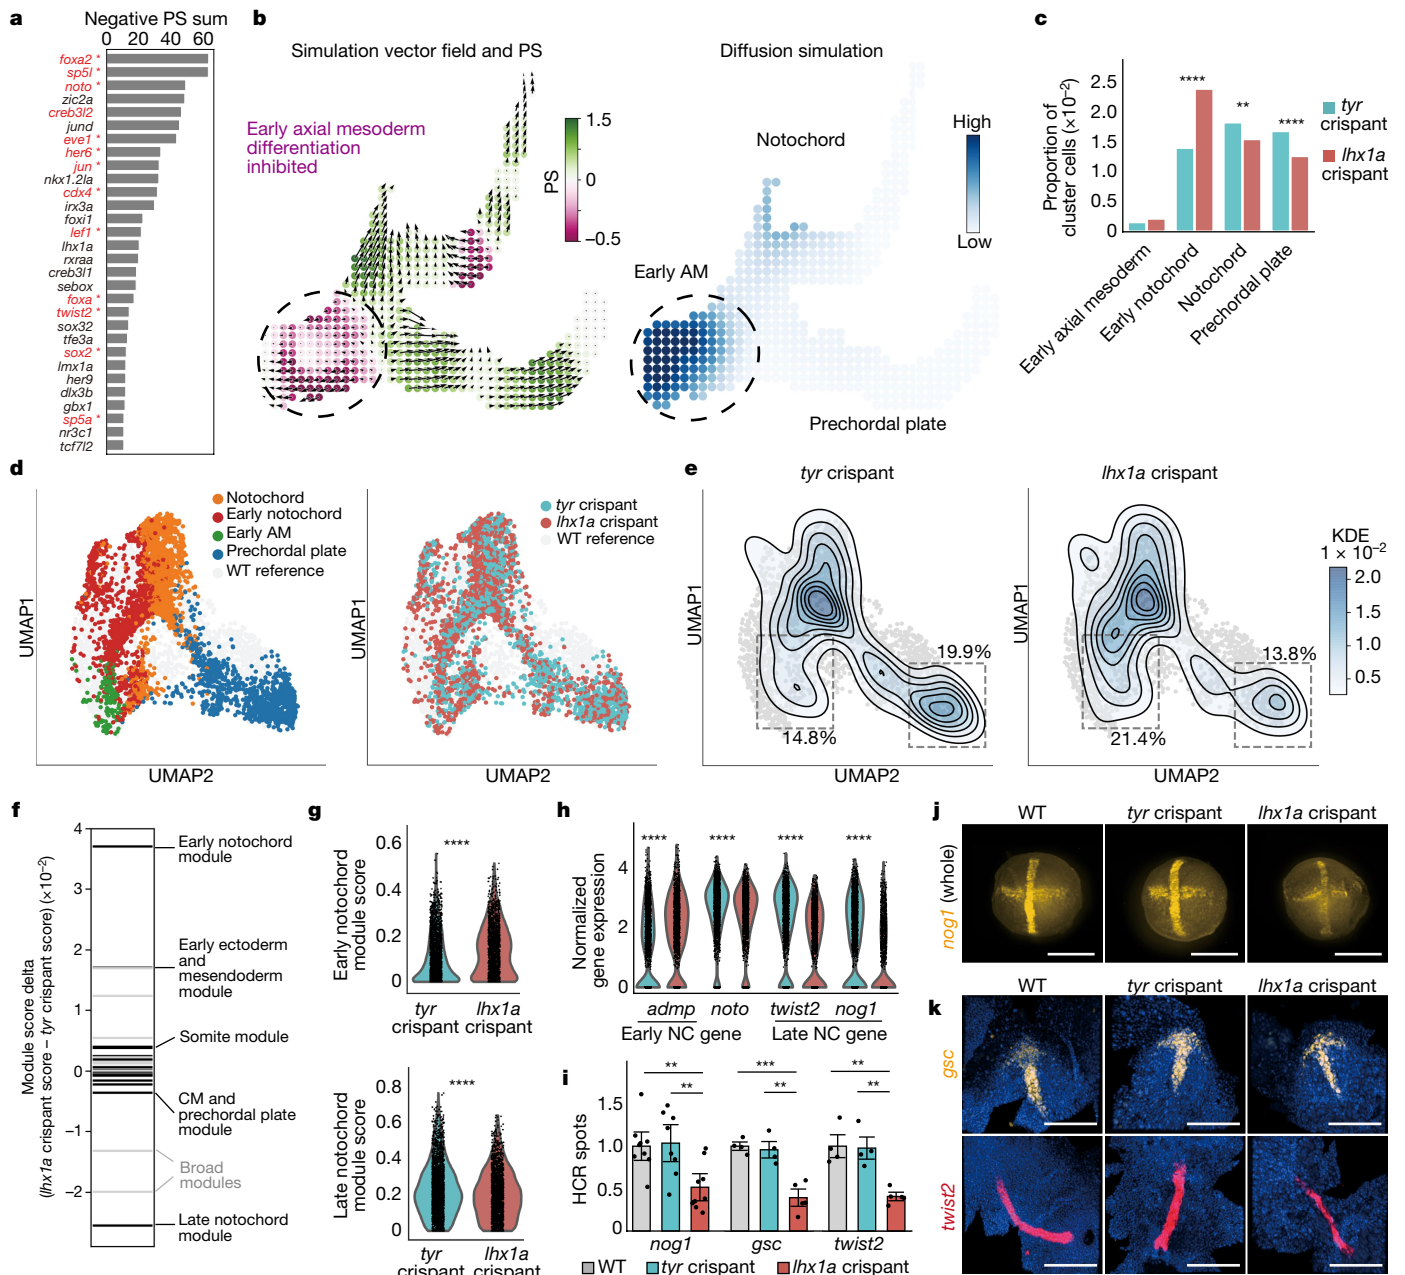 a
Negative PS sum
0 20 40 60
foxa2 *
sp5l *
noto *
zic2a
creb3l2
jund
eve1 *
her6 *
jun *
nkx1.2la
cdx4 *
irx3a
foxi1
lef1 *
lhx1a
rxraa
creb3l1
sebox
foxa *
twist2 *
sox32
tfe3a
sox2 *
lmx1a
her9
dlx3b
gbx1
sp5a *
nr3c1
tcf7l2
b
Simulation vector field and PS
Early axial mesoderm
differentiation
inhibited
1.5
1.0
0
−0.5
PS
Diffusion simulation
Notochord
High
Low
Early AM
Prechordal plate
c
Proportion of
cluster cells (×10−2)
2.5
2.0
1.5
1.0
0.5
0
****
**
****
tyr
crispant
lhx1a
crispant
Early axial mesoderm
Early notochord
Notochord
Prechordal plate
d
Notochord
Early notochord
Early AM
Prechordal plate
WT reference
UMAP1
UMAP2
tyr crispant
lhx1a crispant
WT reference
UMAP2
e
tyr crispant
lhx1a crispant
UMAP1
19.9%
14.8%
UMAP2
UMAP1
13.8%
21.4%
UMAP2
KDE
1 × 10−2
2.0
1.5
1.0
0.5
f
Module score delta
(lhx1a crispant score – tyr crispant score) (×10−2)
4
3
2
1
0
−1
−2
Early notochord
module
Early ectoderm
and
mesendoderm
module
Somite module
CM and
prechordal plate
module
Broad
modules
Late notochord
module
g
Early notochord
module score
0.6
0.4
0.2
0
****
tyr
crispant
lhx1a
crispant
Late notochord
module score
0.8
0.6
0.4
0.2
0
****
tyr
crispant
lhx1a
crispant
h
Normalized
gene expression
4
2
0
****
****
****
****
admp
noto
twist2
nog1
Early NC gene
Late NC gene
i
HCR spots
1.5
1.0
0.5
0
**
**
***
**
**
**
nog1
gsc
twist2
WT
tyr crispant
lhx1a crispant
j
WT
tyr crispant
lhx1a crispant
nog1 (whole)
k
WT
tyr crispant
lhx1a crispant
gsc
twist2